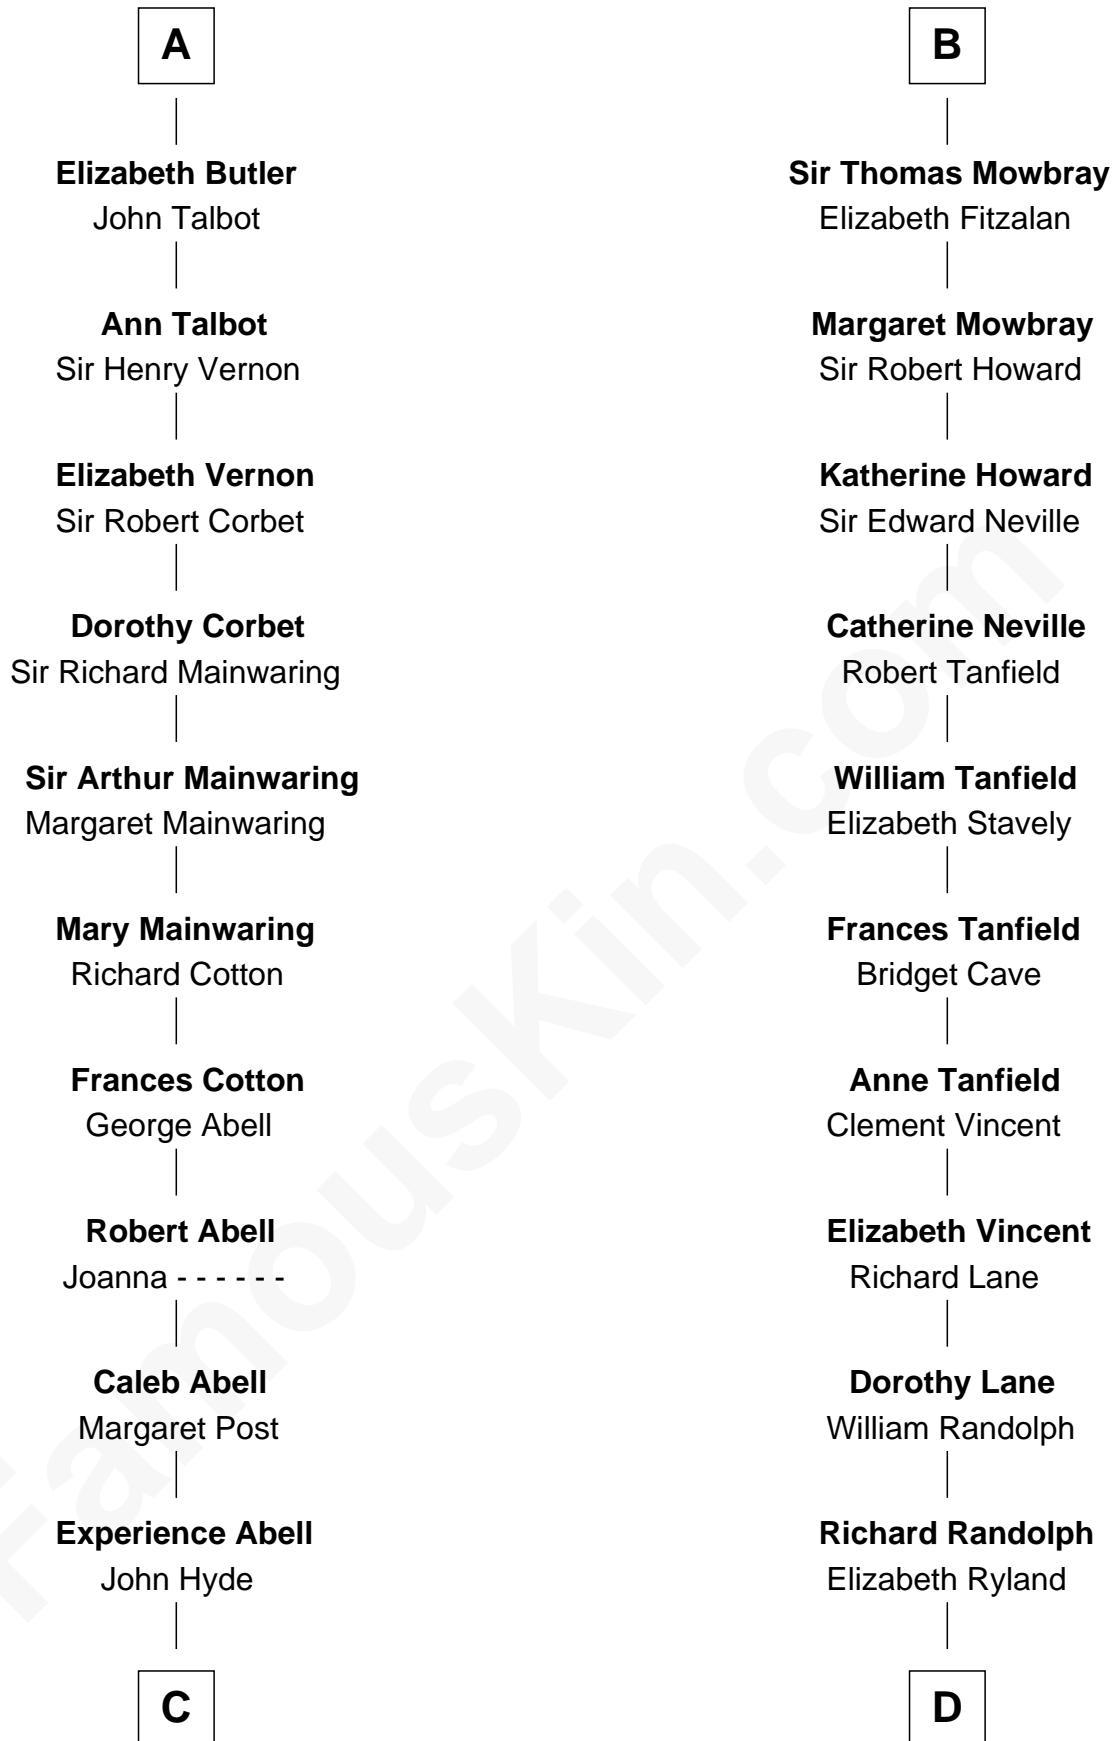 A
Elizabeth Butler
John Talbot
Ann Talbot
Sir Henry Vernon
Elizabeth Vernon
Sir Robert Corbet
Dorothy Corbet
Sir Richard Mainwaring
Sir Arthur Mainwaring
Margaret Mainwaring
Mary Mainwaring
Richard Cotton
Frances Cotton
George Abell
Robert Abell
Joanna - - - - - -
Caleb Abell
Margaret Post
Experience Abell
John Hyde
C
B
Sir Thomas Mowbray
Elizabeth Fitzalan
Margaret Mowbray
Sir Robert Howard
Katherine Howard
Sir Edward Neville
Catherine Neville
Robert Tanfield
William Tanfield
Elizabeth Stavely
Frances Tanfield
Bridget Cave
Anne Tanfield
Clement Vincent
Elizabeth Vincent
Richard Lane
Dorothy Lane
William Randolph
Richard Randolph
Elizabeth Ryland
D
FamousKin.com